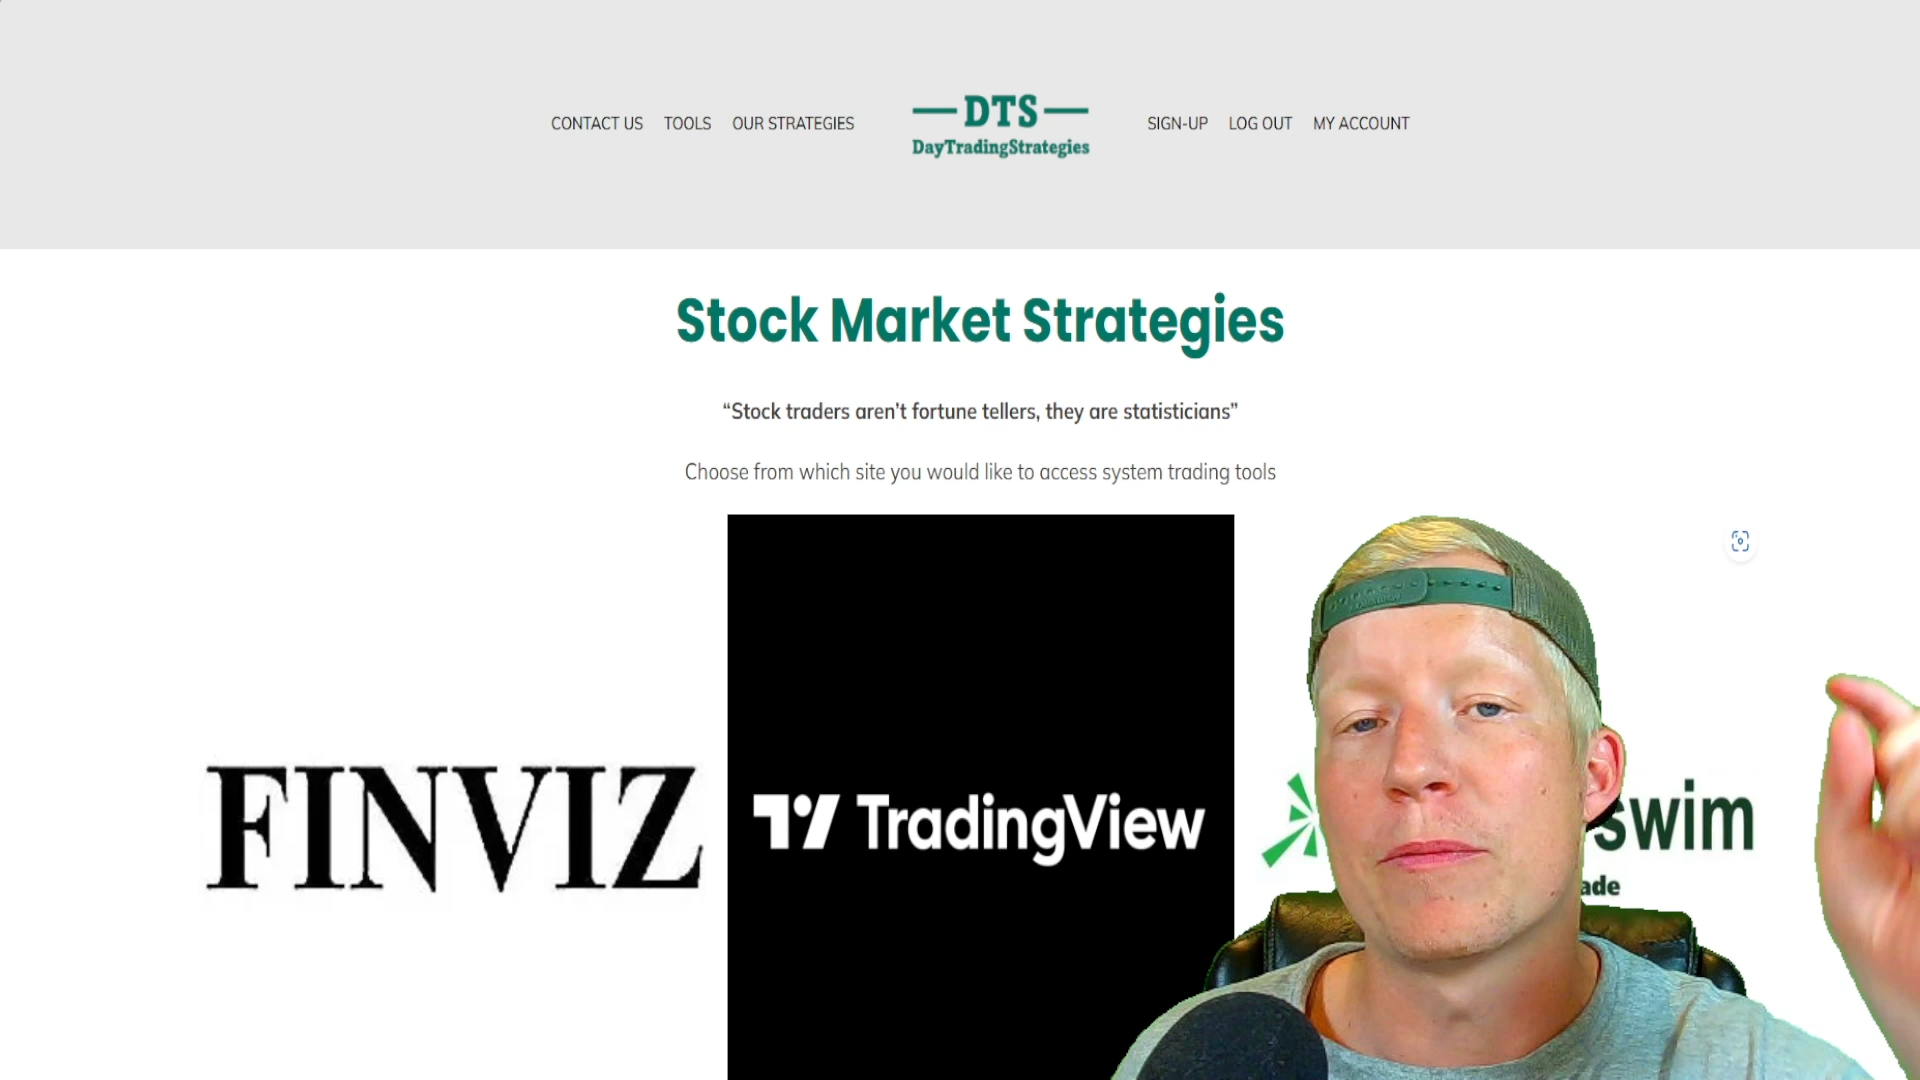 CONTACT US TOOLS OUR STRATEGIES
DTS
DayTradingStrategies
SIGN-UP LOG OUT MY ACCOUNT
Stock Market Strategies
“Stock traders aren’t fortune tellers, they are statisticians”
Choose from which site you would like to access system trading tools
FINVIZ
TradingView
swim
ade